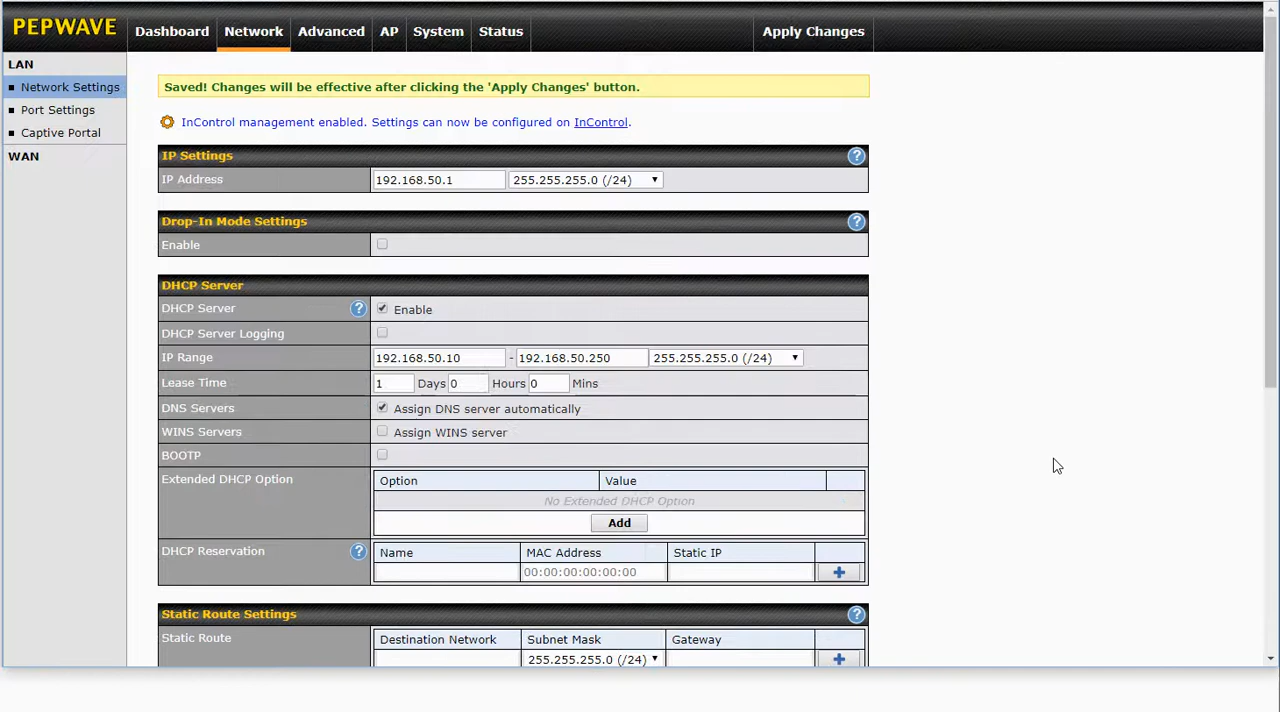 PEPWAVE Dashboard Network Advanced AP System Status Apply Changes
LAN
Network Settings
Port Settings
Captive Portal
WAN
Saved! Changes will be effective after clicking the 'Apply Changes' button.
InControl management enabled. Settings can now be configured on InControl.
IP Settings ?
IP Address 192.168.50.1 255.255.255.0 (/24)
Drop-In Mode Settings ?
Enable
DHCP Server
DHCP Server ? Enable
DHCP Server Logging
IP Range 192.168.50.10 - 192.168.50.250 255.255.255.0 (/24)
Lease Time 1 Days 0 Hours 0 Mins
DNS Servers Assign DNS server automatically
WINS Servers Assign WINS server
BOOTP
Extended DHCP Option Option Value
No Extended DHCP Option
Add
DHCP Reservation ? Name MAC Address Static IP
00:00:00:00:00:00
Static Route Settings ?
Static Route Destination Network Subnet Mask Gateway
255.255.255.0 (/24)